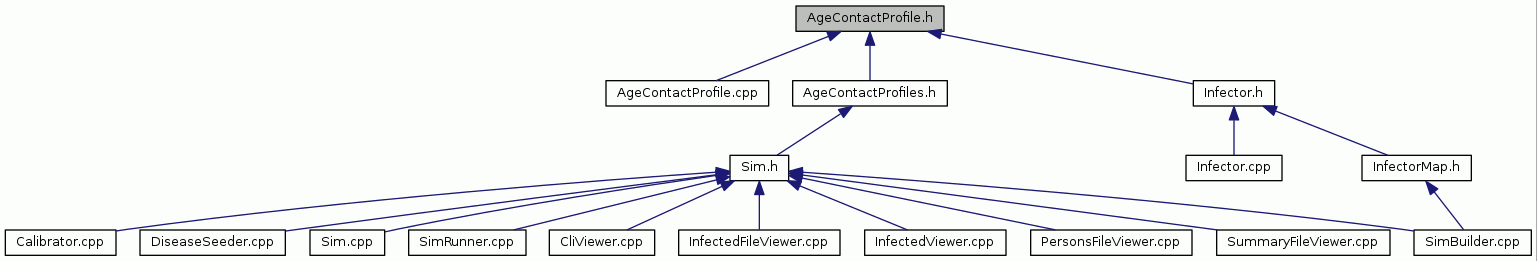 AgeContactProfile.h
AgeContactProfile.cpp
AgeContactProfiles.h
Infector.h
Sim.h
Infector.cpp
InfectorMap.h
Calibrator.cpp
DiseaseSeeder.cpp
Sim.cpp
SimRunner.cpp
CliViewer.cpp
InfectedFileViewer.cpp
InfectedViewer.cpp
PersonsFileViewer.cpp
SummaryFileViewer.cpp
SimBuilder.cpp